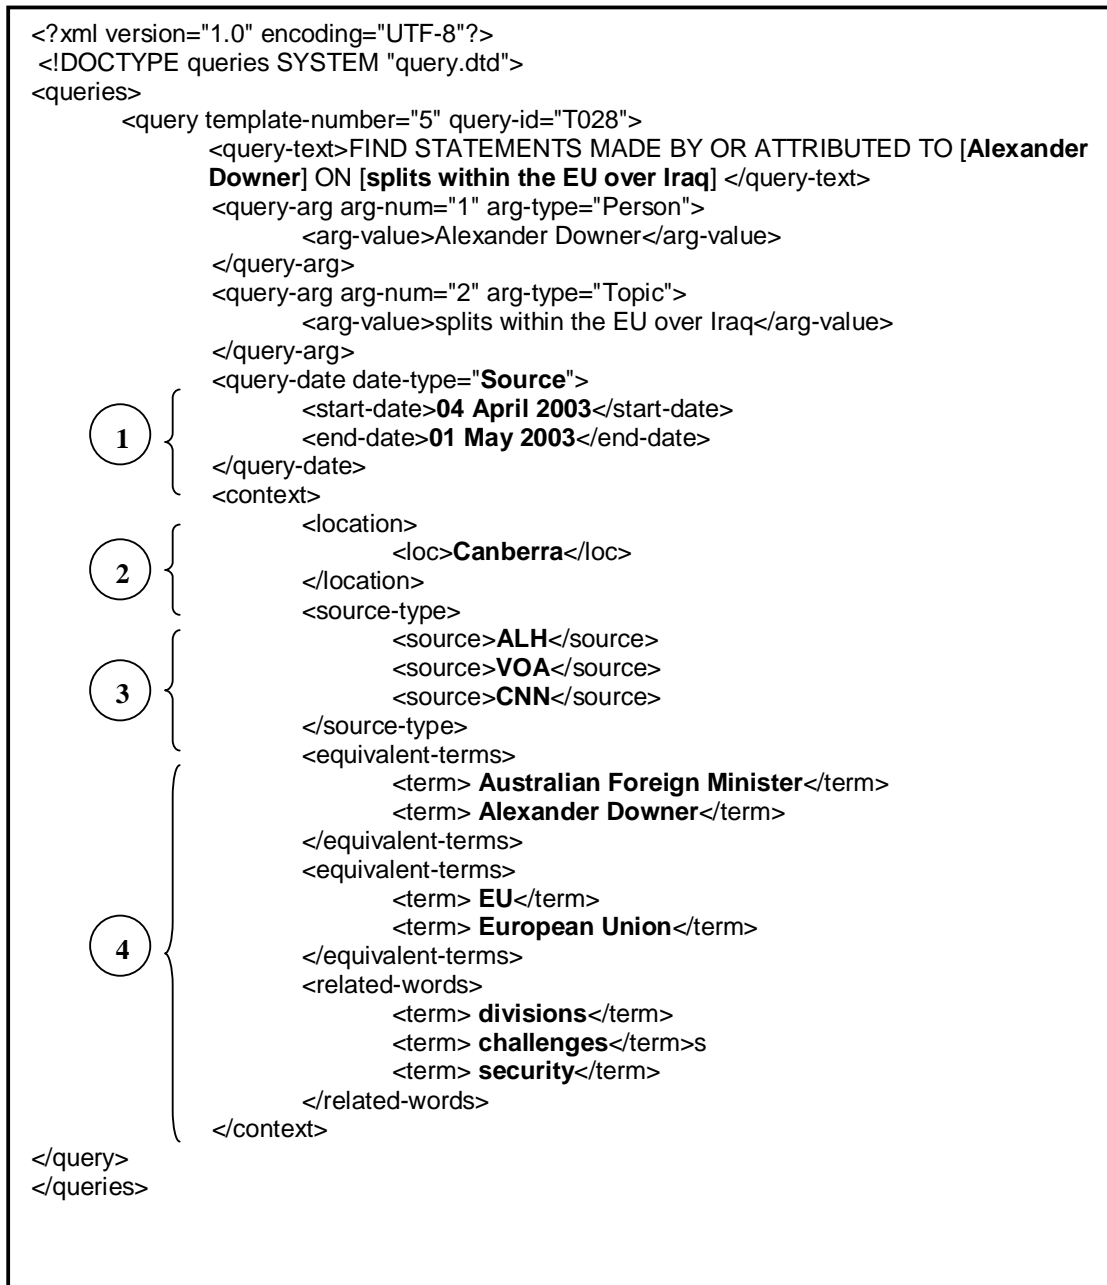 <?xml version="1.0" encoding="UTF-8"?>
<!DOCTYPE queries SYSTEM "query.dtd">
<queries>
<query template-number="5" query-id="T028">
<query-text>FIND STATEMENTS MADE BY OR ATTRIBUTED TO [Alexander
Downer] ON [splits within the EU over Iraq] </query-text>
<query-arg arg-num="1" arg-type="Person">
<arg-value>Alexander Downer</arg-value>
</query-arg>
<query-arg arg-num="2" arg-type="Topic">
<arg-value>splits within the EU over Iraq</arg-value>
</query-arg>
<query-date date-type="Source">
<start-date>04 April 2003</start-date>
1
<end-date>01 May 2003</end-date>
</query-date>
<context>
<location>
<loc>Canberra</loc>
2
</location>
<source-type>
<source>ALH</source>
<source>VOA</source>
3
<source>CNN</source>
</source-type>
<equivalent-terms>
<term> Australian Foreign Minister</term>
<term> Alexander Downer</term>
</equivalent-terms>
<equivalent-terms>
<term> EU</term>
<term> European Union</term>
4
</equivalent-terms>
<related-words>
<term> divisions</term>
<term> challenges</term>s
<term> security</term>
</related-words>
</context>
</query>
</queries>